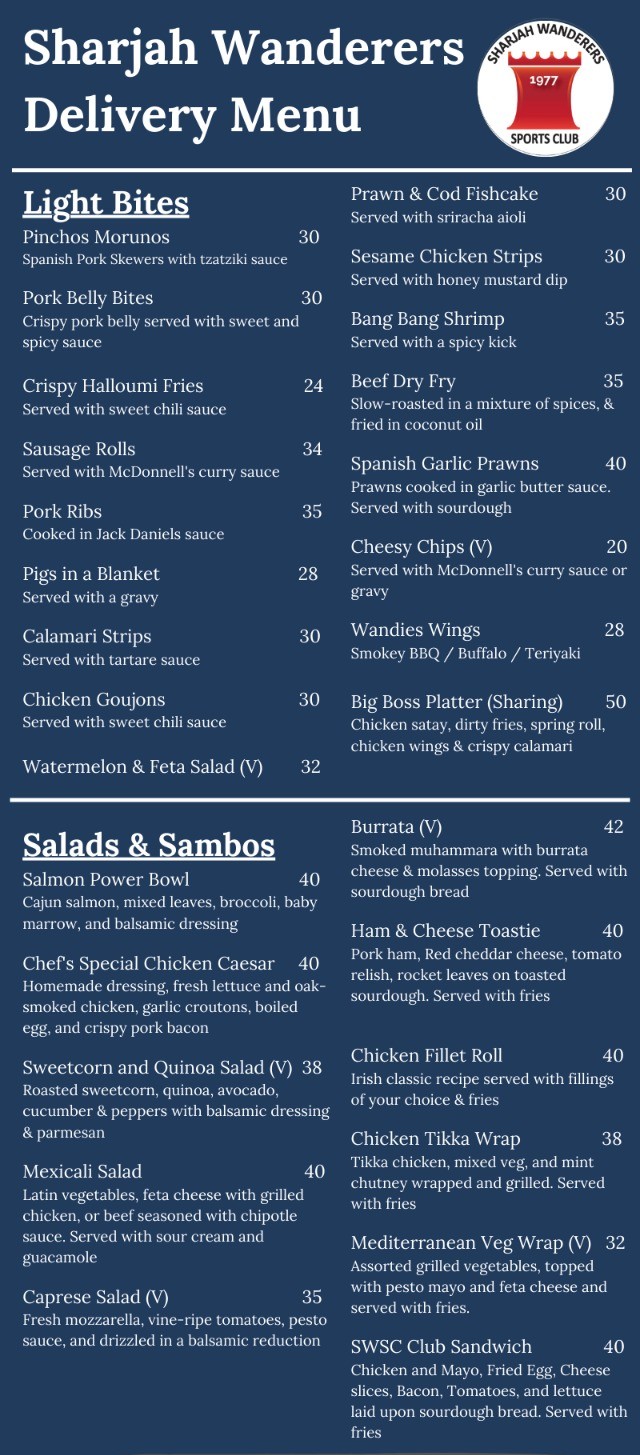 Sharjah Wanderers
Delivery Menu
SHARJAH WANDERERS
1977
SPORTS CLUB
Light Bites
Pinchos Morunos 30
Spanish Pork Skewers with tzatziki sauce
Pork Belly Bites 30
Crispy pork belly served with sweet and
spicy sauce
Crispy Halloumi Fries 24
Served with sweet chili sauce
Sausage Rolls 34
Served with McDonnell's curry sauce
Pork Ribs 35
Cooked in Jack Daniels sauce
Pigs in a Blanket 28
Served with a gravy
Calamari Strips 30
Served with tartare sauce
Chicken Goujons 30
Served with sweet chili sauce
Watermelon & Feta Salad (V) 32
Prawn & Cod Fishcake 30
Served with sriracha aioli
Sesame Chicken Strips 30
Served with honey mustard dip
Bang Bang Shrimp 35
Served with a spicy kick
Beef Dry Fry 35
Slow-roasted in a mixture of spices, &
fried in coconut oil
Spanish Garlic Prawns 40
Prawns cooked in garlic butter sauce.
Served with sourdough
Cheesy Chips (V) 20
Served with McDonnell's curry sauce or
gravy
Wandies Wings 28
Smokey BBQ / Buffalo / Teriyaki
Big Boss Platter (Sharing) 50
Chicken satay, dirty fries, spring roll,
chicken wings & crispy calamari
Salads & Sambos
Salmon Power Bowl 40
Cajun salmon, mixed leaves, broccoli, baby
marrow, and balsamic dressing
Chef's Special Chicken Caesar 40
Homemade dressing, fresh lettuce and oak-
smoked chicken, garlic croutons, boiled
egg, and crispy pork bacon
Sweetcorn and Quinoa Salad (V) 38
Roasted sweetcorn, quinoa, avocado,
cucumber & peppers with balsamic dressing
& parmesan
Mexicali Salad 40
Latin vegetables, feta cheese with grilled
chicken, or beef seasoned with chipotle
sauce. Served with sour cream and
guacamole
Caprese Salad (V) 35
Fresh mozzarella, vine-ripe tomatoes, pesto
sauce, and drizzled in a balsamic reduction
Burrata (V) 42
Smoked muhammara with burrata
cheese & molasses topping. Served with
sourdough bread
Ham & Cheese Toastie 40
Pork ham, Red cheddar cheese, tomato
relish, rocket leaves on toasted
sourdough. Served with fries
Chicken Fillet Roll 40
Irish classic recipe served with fillings
of your choice & fries
Chicken Tikka Wrap 38
Tikka chicken, mixed veg, and mint
chutney wrapped and grilled. Served
with fries
Mediterranean Veg Wrap (V) 32
Assorted grilled vegetables, topped
with pesto mayo and feta cheese and
served with fries.
SWSC Club Sandwich 40
Chicken and Mayo, Fried Egg, Cheese
slices, Bacon, Tomatoes, and lettuce
laid upon sourdough bread. Served with
fries